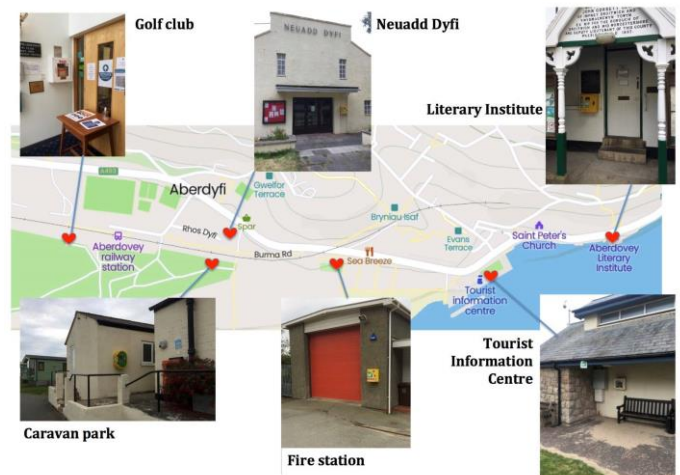 Golf club
Neuadd Dyfi
NEUADD DYFI
Literary Institute
A493
Aberdyfi
Gwelfor
Terrace
Spar
Rhos Dyfi
Bryniau-Isaf
Aberdovey
railway
station
Burma Rd
Sea Breeze
Evans
Terrace
Saint Peter's
Church
Aberdovey
Literary
Institute
Tourist
information
centre
Tourist
Information
Centre
Caravan park
Fire station